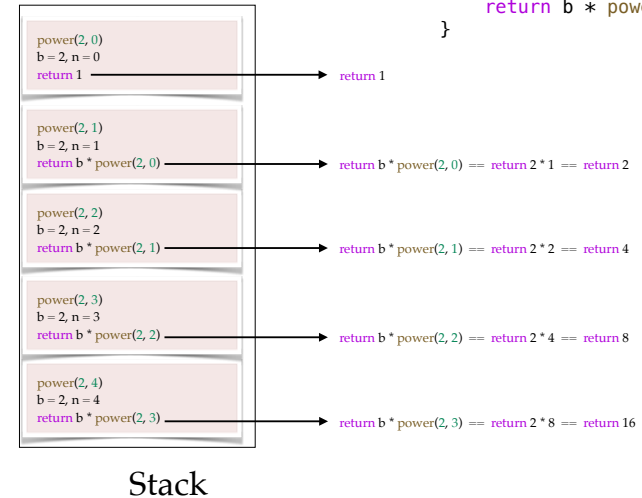 return b * pow
}
power(2, 0)
b = 2, n = 0
return 1
return 1
power(2, 1)
b = 2, n = 1
return b * power(2, 0)
return b * power(2, 0) == return 2 * 1 == return 2
power(2, 2)
b = 2, n = 2
return b * power(2, 1)
return b * power(2, 1) == return 2 * 2 == return 4
power(2, 3)
b = 2, n = 3
return b * power(2, 2)
return b * power(2, 2) == return 2 * 4 == return 8
power(2, 4)
b = 2, n = 4
return b * power(2, 3)
return b * power(2, 3) == return 2 * 8 == return 16
Stack